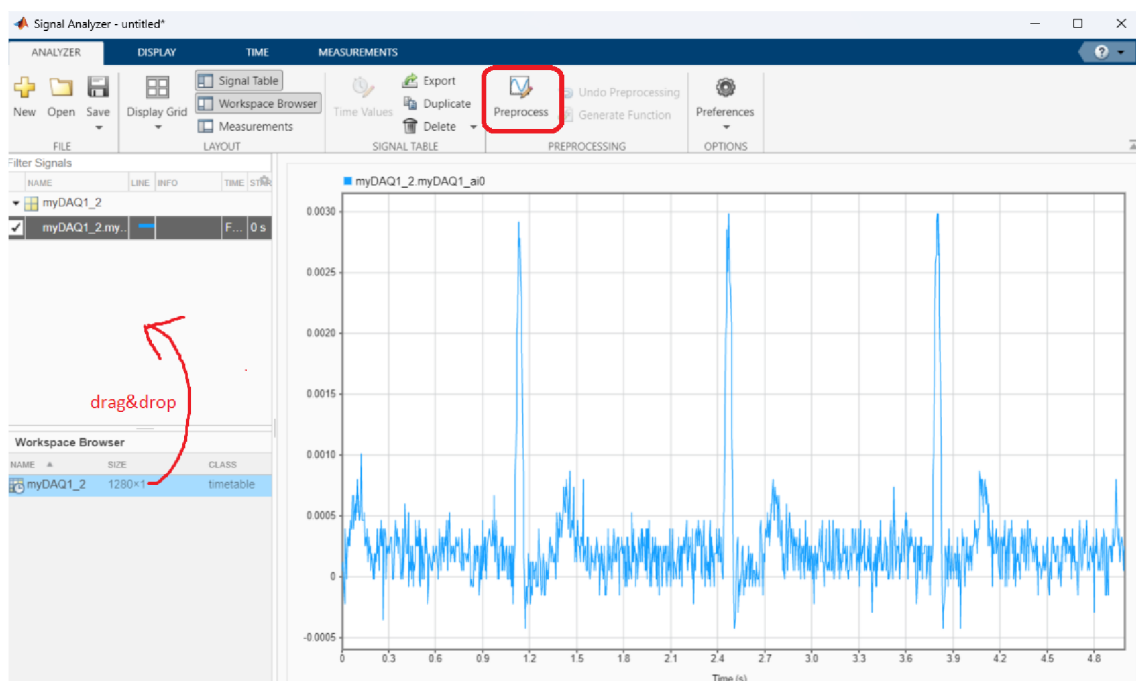 Signal Analyzer - untitled*
ANALYZER DISPLAY TIME MEASUREMENTS
New Open Save
Display Grid
Signal Table
Workspace Browser
Measurements
Time Values
Export
Duplicate
Delete
Preprocess
Undo Preprocessing
Generate Function
Preferences
FILE LAYOUT SIGNAL TABLE PREPROCESSING OPTIONS
Filter Signals
NAME LINE INFO TIME
myDAQ1_2
myDAQ1_2.my... F... 0 s
drag&drop
Workspace Browser
NAME SIZE CLASS
myDAQ1_2 1280×1 timetable
myDAQ1_2.myDAQ1_ai0
0.0030
0.0025
0.0020
0.0015
0.0010
0.0005
0
-0.0005
0 0.3 0.6 0.9 1.2 1.5 1.8 2.1 2.4 2.7 3.0 3.3 3.6 3.9 4.2 4.5 4.8
Time (s)